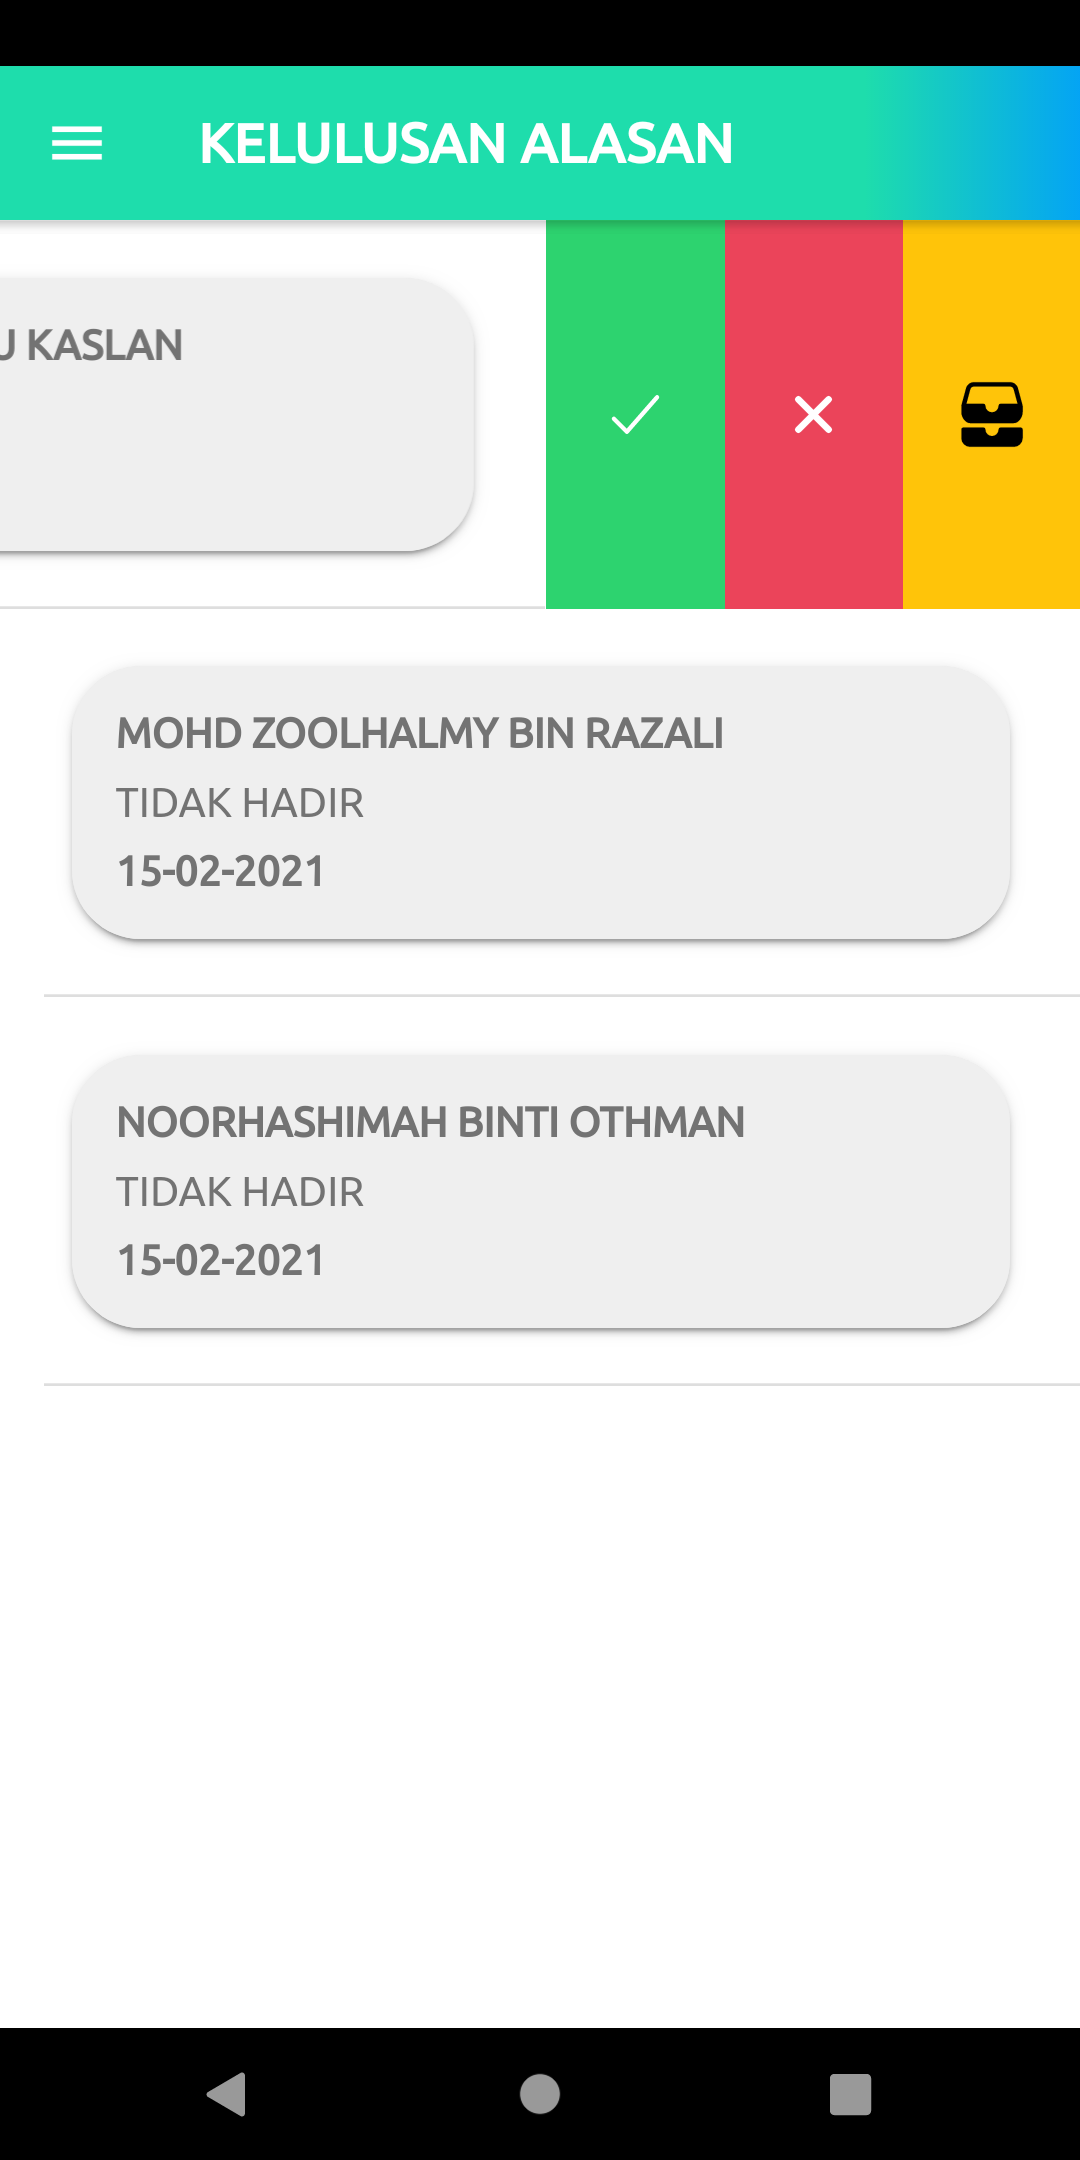 KELULUSAN ALASAN
KASLAN
MOHD ZOOLHALMY BIN RAZALI
TIDAK HADIR
15-02-2021
NOORHASHIMAH BINTI OTHMAN
TIDAK HADIR
15-02-2021